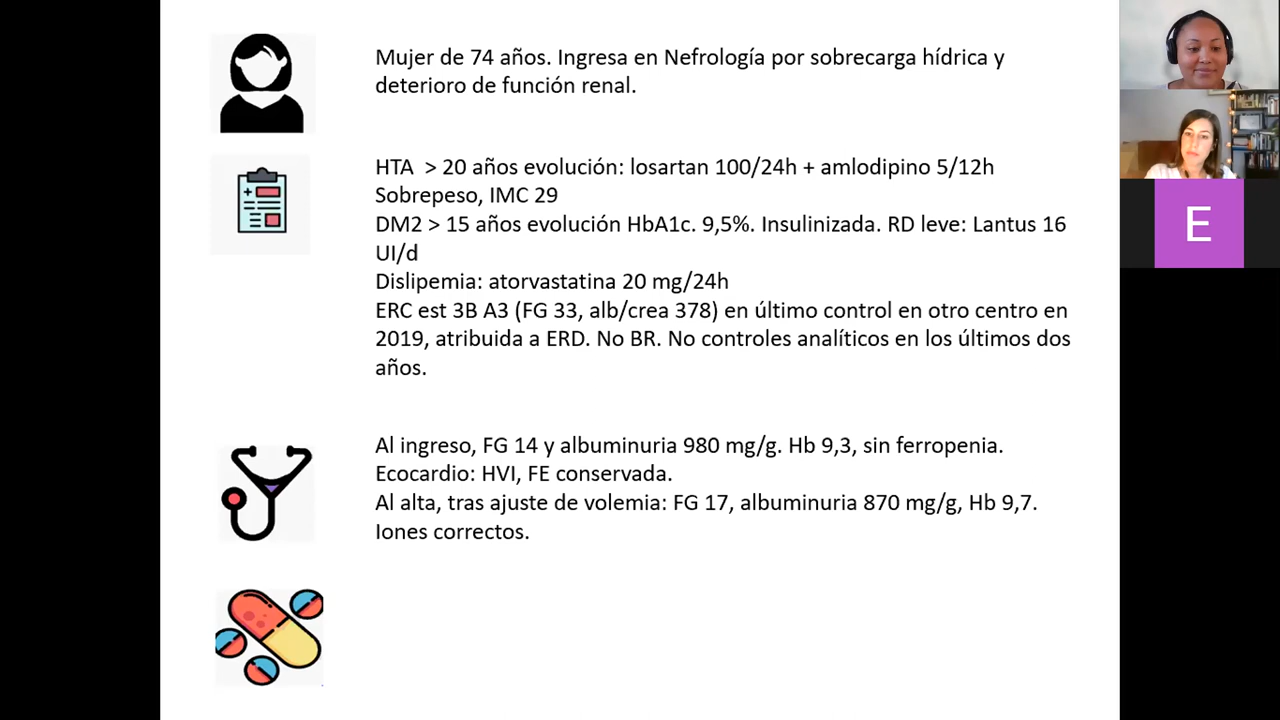 Mujer de 74 años. Ingresa en Nefrología por sobrecarga hídrica y
deterioro de función renal.
HTA > 20 años evolución: losartan 100/24h + amlodipino 5/12h
Sobrepeso, IMC 29
DM2 > 15 años evolución HbA1c. 9,5%. Insulinizada. RD leve: Lantus 16
UI/d
Dislipemia: atorvastatina 20 mg/24h
ERC est 3B A3 (FG 33, alb/crea 378) en último control en otro centro en
2019, atribuida a ERD. No BR. No controles analíticos en los últimos dos
años.
Al ingreso, FG 14 y albuminuria 980 mg/g. Hb 9,3, sin ferropenia.
Ecocardio: HVI, FE conservada.
Al alta, tras ajuste de volemia: FG 17, albuminuria 870 mg/g, Hb 9,7.
Iones correctos.
E